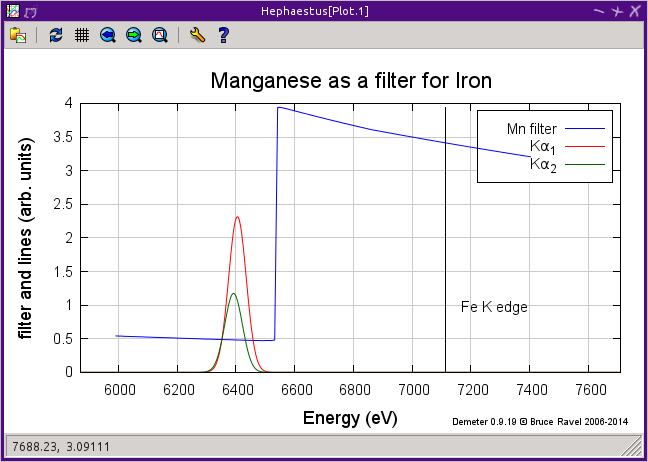 Hephaestus[Plot.1]
Manganese as a filter for Iron
filter and lines (arb. units)
4
3.5
3
2.5
2
1.5
1
0.5
0
Mn filter
Kα1
Kα2
Fe K edge
6000 6200 6400 6600 6800 7000 7200 7400 7600
Energy (eV)
Demeter 0.9.19 © Bruce Ravel 2006-2014
7688.23, 3.09111